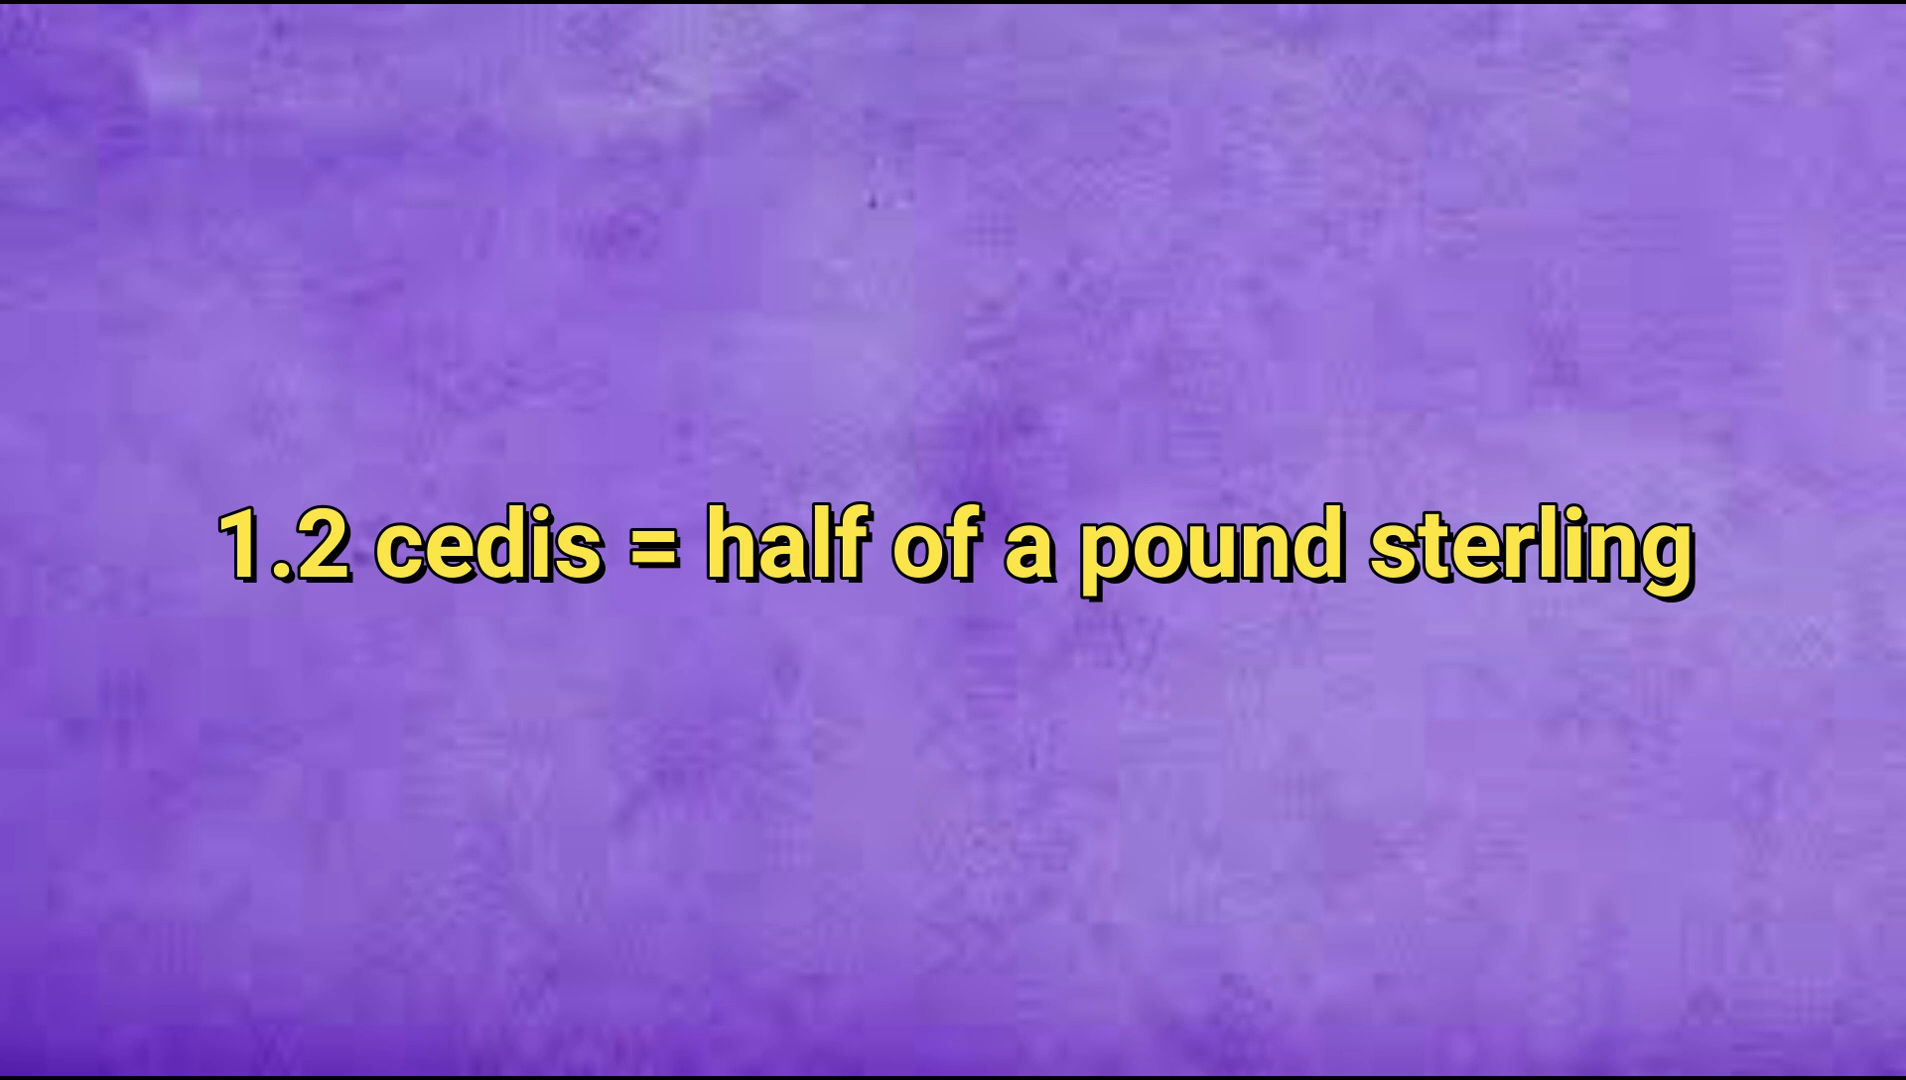 1.2 cedis = half of a pound sterling